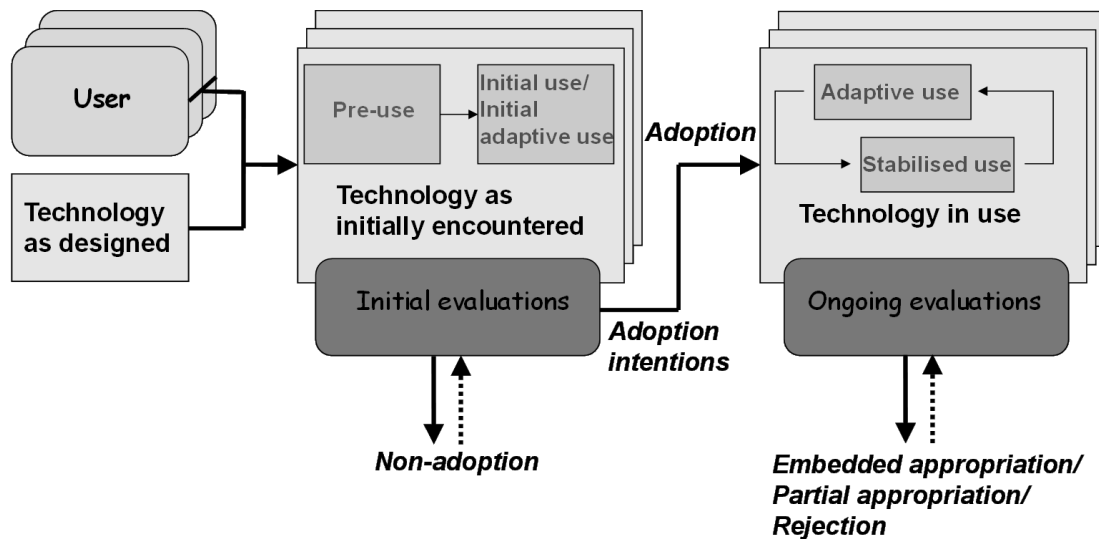 User
Technology
as designed
Pre-use
Initial use/
Initial
adaptive use
Technology as
initially encountered
Initial evaluations
Non-adoption
Adoption
Adoption
intentions
Adaptive use
Stabilised use
Technology in use
Ongoing evaluations
Embedded appropriation/
Partial appropriation/
Rejection